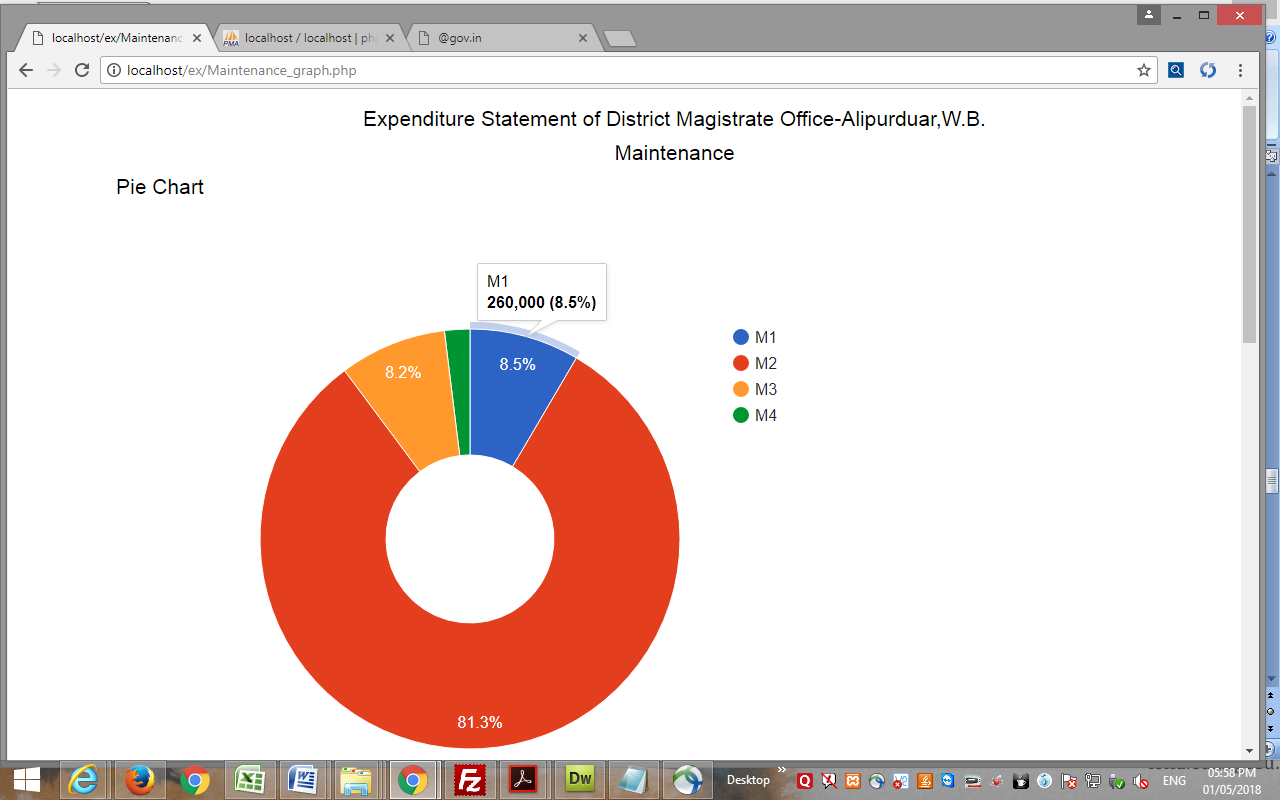 localhost/ex/Maintenanc
localhost / localhost | ph
@gov.in
localhost/ex/Maintenance_graph.php
Expenditure Statement of District Magistrate Office-Alipurduar,W.B.
Maintenance
Pie Chart
M1
260,000 (8.5%)
8.2%
8.5%
81.3%
M1
M2
M3
M4
Desktop
ENG
05:58 PM
01/05/2018